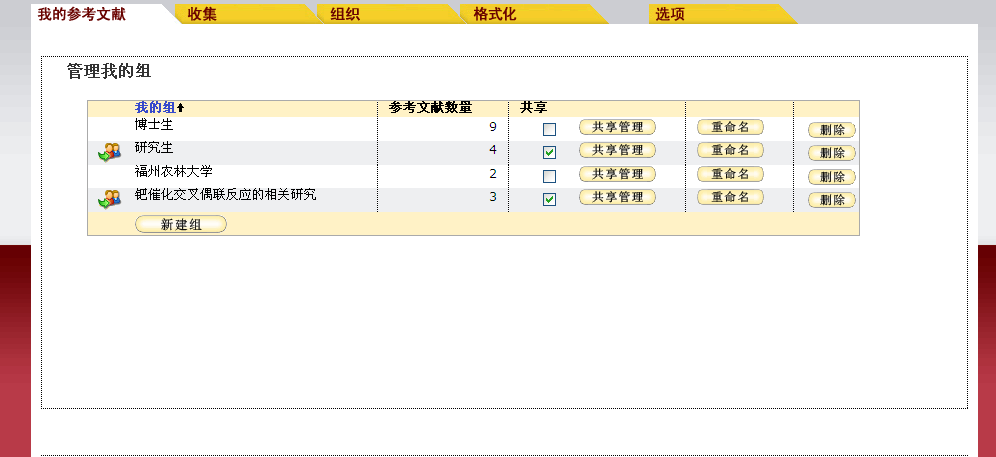 我的参考文献 收集 组织 格式化 选项
管理我的组
我的组 参考文献数量 共享
博士生 9 共享管理 重命名 删除
研究生 4 共享管理 重命名 删除
福州农林大学 2 共享管理 重命名 删除
钯催化交叉偶联反应的相关研究 3 共享管理 重命名 删除
新建组